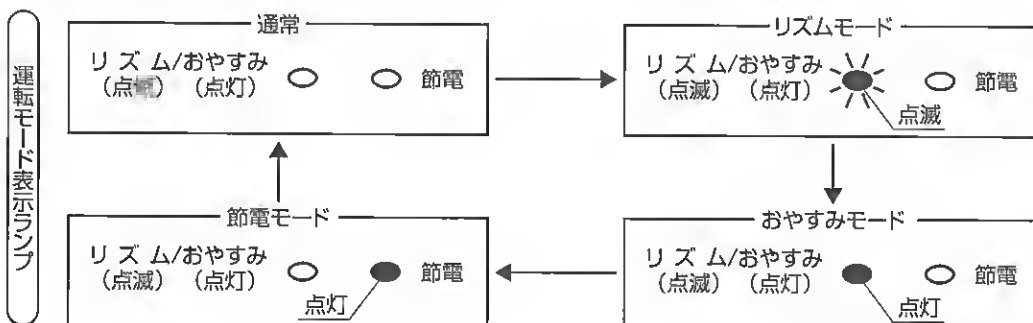 運転モード表示ランプ
通常
リズム/おやすみ
（点滅）（点灯）
節電
リズムモード
リズム/おやすみ
（点滅）（点灯）
節電
点滅
節電モード
リズム/おやすみ
（点滅）（点灯）
節電
点灯
おやすみモード
リズム/おやすみ
（点滅）（点灯）
節電
点灯